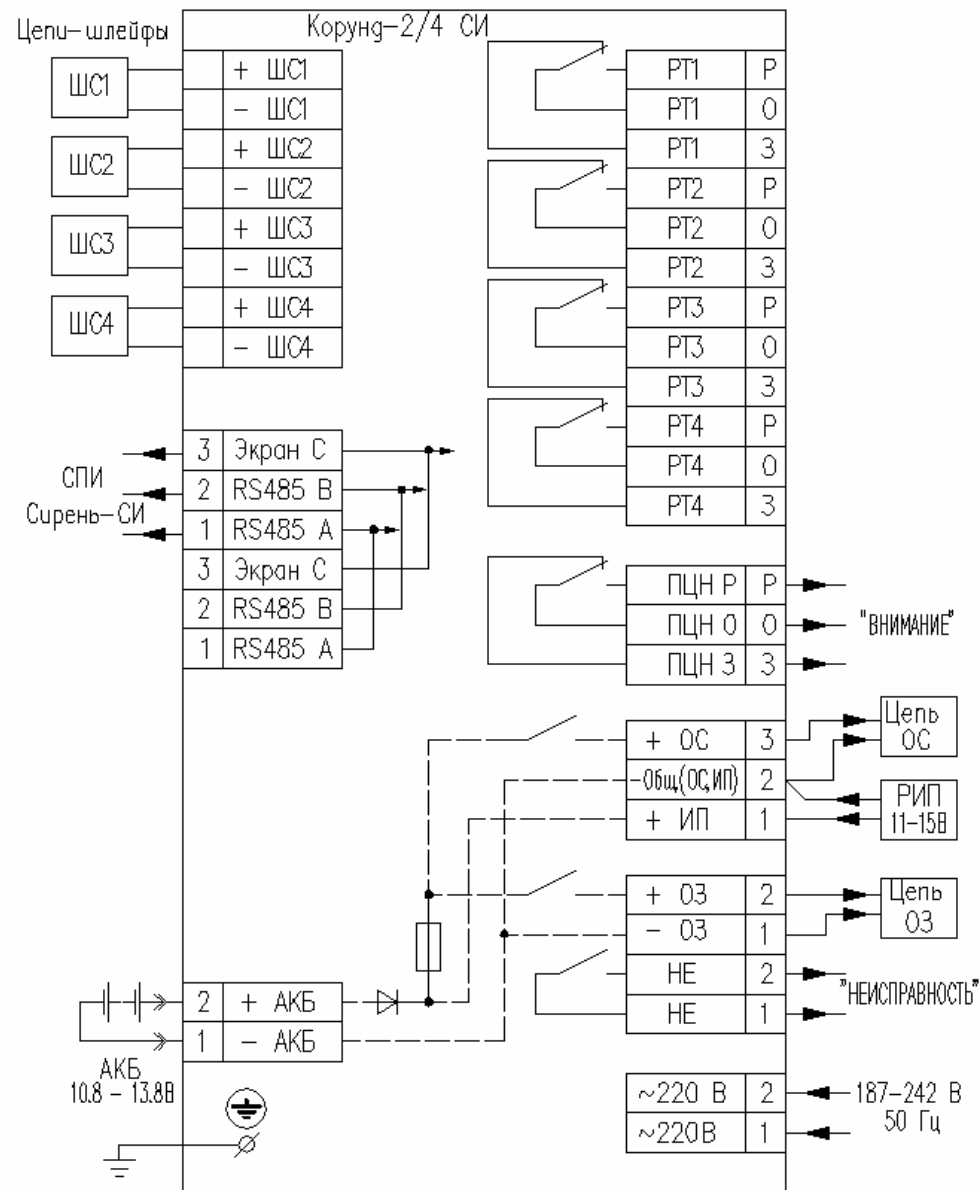 Корунд-2/4 СИ
Цепи-шлейфы
ШС1
ШС2
ШС3
ШС4
+ ШС1
- ШС1
+ ШС2
- ШС2
+ ШС3
- ШС3
+ ШС4
- ШС4
СПИ
Сирень-СИ
3 Экран С
2 RS485 В
1 RS485 А
3 Экран С
2 RS485 В
1 RS485 А
АКБ
10.8 - 13.8В
2 + АКБ
1 - АКБ
РТ1 Р
РТ1 О
РТ1 З
РТ2 Р
РТ2 О
РТ2 З
РТ3 Р
РТ3 О
РТ3 З
РТ4 Р
РТ4 О
РТ4 З
ПЦН Р Р
ПЦН О О
ПЦН З З
"ВНИМАНИЕ"
+ ОС 3
-Общ(ОС,ИП) 2
+ ИП 1
Цепь
ОС
РИП
11-15В
+ ОЗ 2
- ОЗ 1
НЕ 2
НЕ 1
Цепь
ОЗ
"НЕИСПРАВНОСТЬ"
~220 В 2
~220В 1
187-242 В
50 Гц